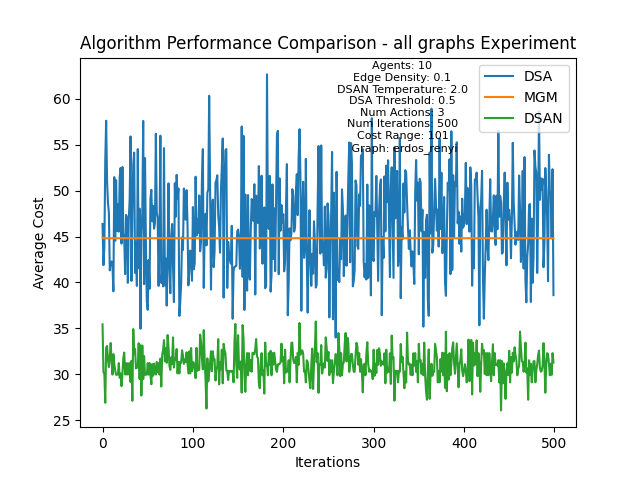 Algorithm Performance Comparison - all graphs Experiment
Agents: 10
Edge Density: 0.1
DSAN Temperature: 2.0
DSA Threshold: 0.5
Num Actions: 3
Num Iterations: 500
Cost Range: 101
Graph: erdos_renyi
DSA
MGM
DSAN
Average Cost
60
55
50
45
40
35
30
25
0
100
200
300
400
500
Iterations